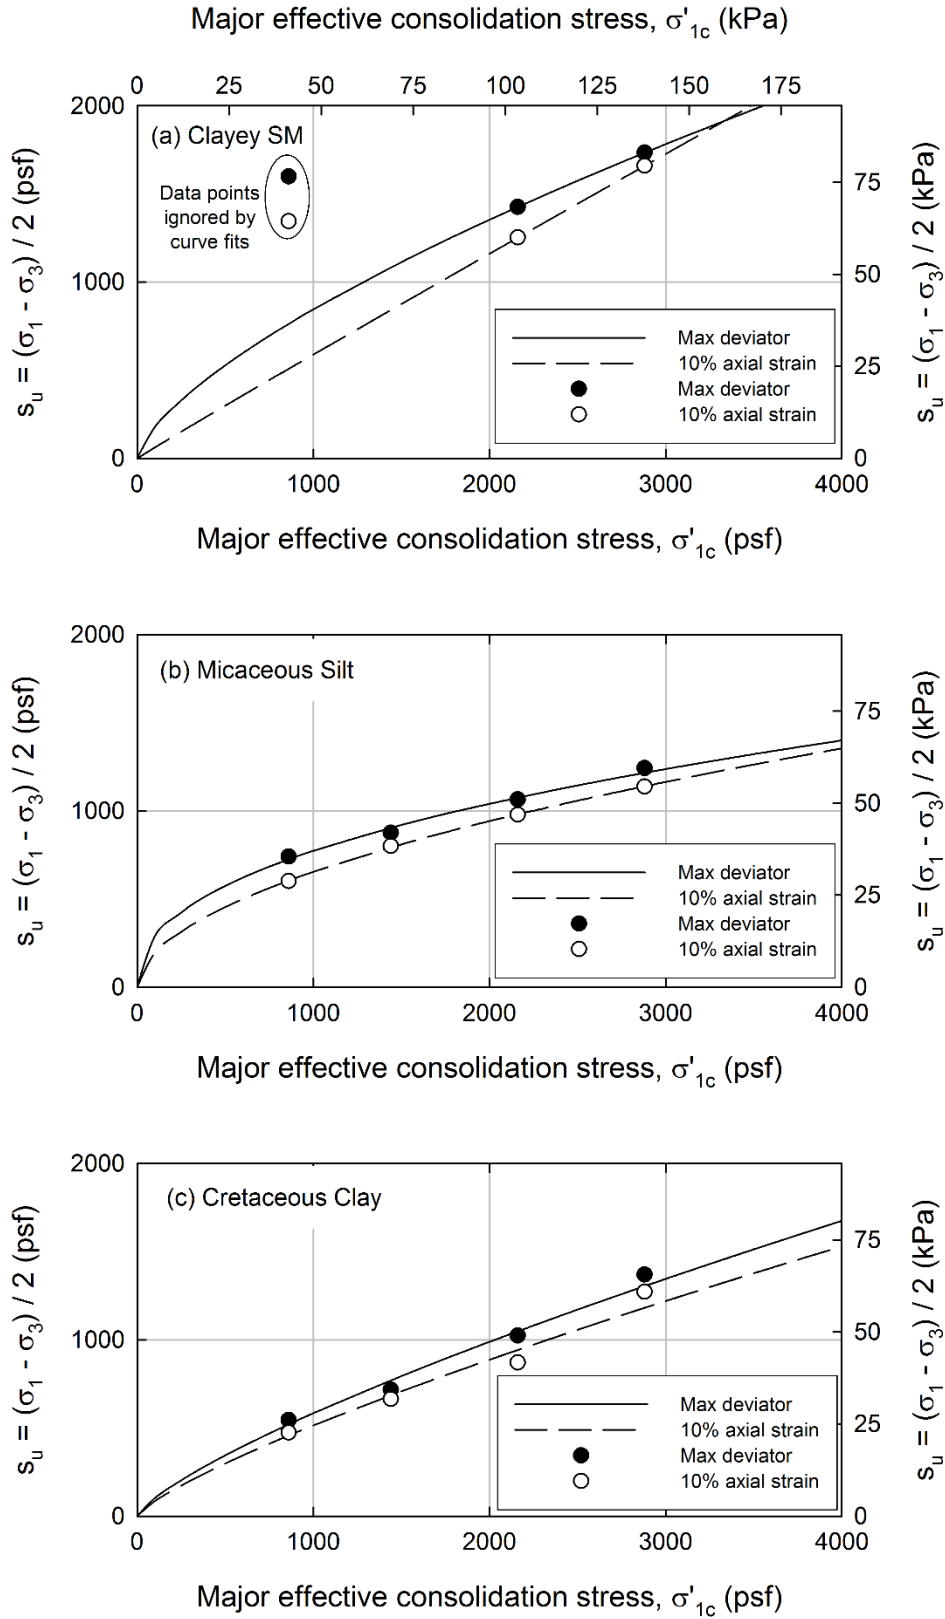 Major effective consolidation stress, σ'1c (kPa)
0 35 70 105 140 175
2000
1000
0
su = (σ1 - σ3) / 2 (psf)
(a) Clayey SM
Data points
ignored by
curve fits
75
50
25
0
su = (σ1 - σ3) / 2 (kPa)
Max deviator
10% axial strain
Max deviator
10% axial strain
0 1000 2000 3000 4000
Major effective consolidation stress, σ'1c (psf)
2000
1000
0
su = (σ1 - σ3) / 2 (psf)
(b) Micaceous Silt
75
50
25
0
su = (σ1 - σ3) / 2 (kPa)
Max deviator
10% axial strain
Max deviator
10% axial strain
0 1000 2000 3000 4000
Major effective consolidation stress, σ'1c (psf)
2000
1000
0
su = (σ1 - σ3) / 2 (psf)
(c) Cretaceous Clay
75
50
25
0
su = (σ1 - σ3) / 2 (kPa)
Max deviator
10% axial strain
Max deviator
10% axial strain
0 1000 2000 3000 4000
Major effective consolidation stress, σ'1c (psf)